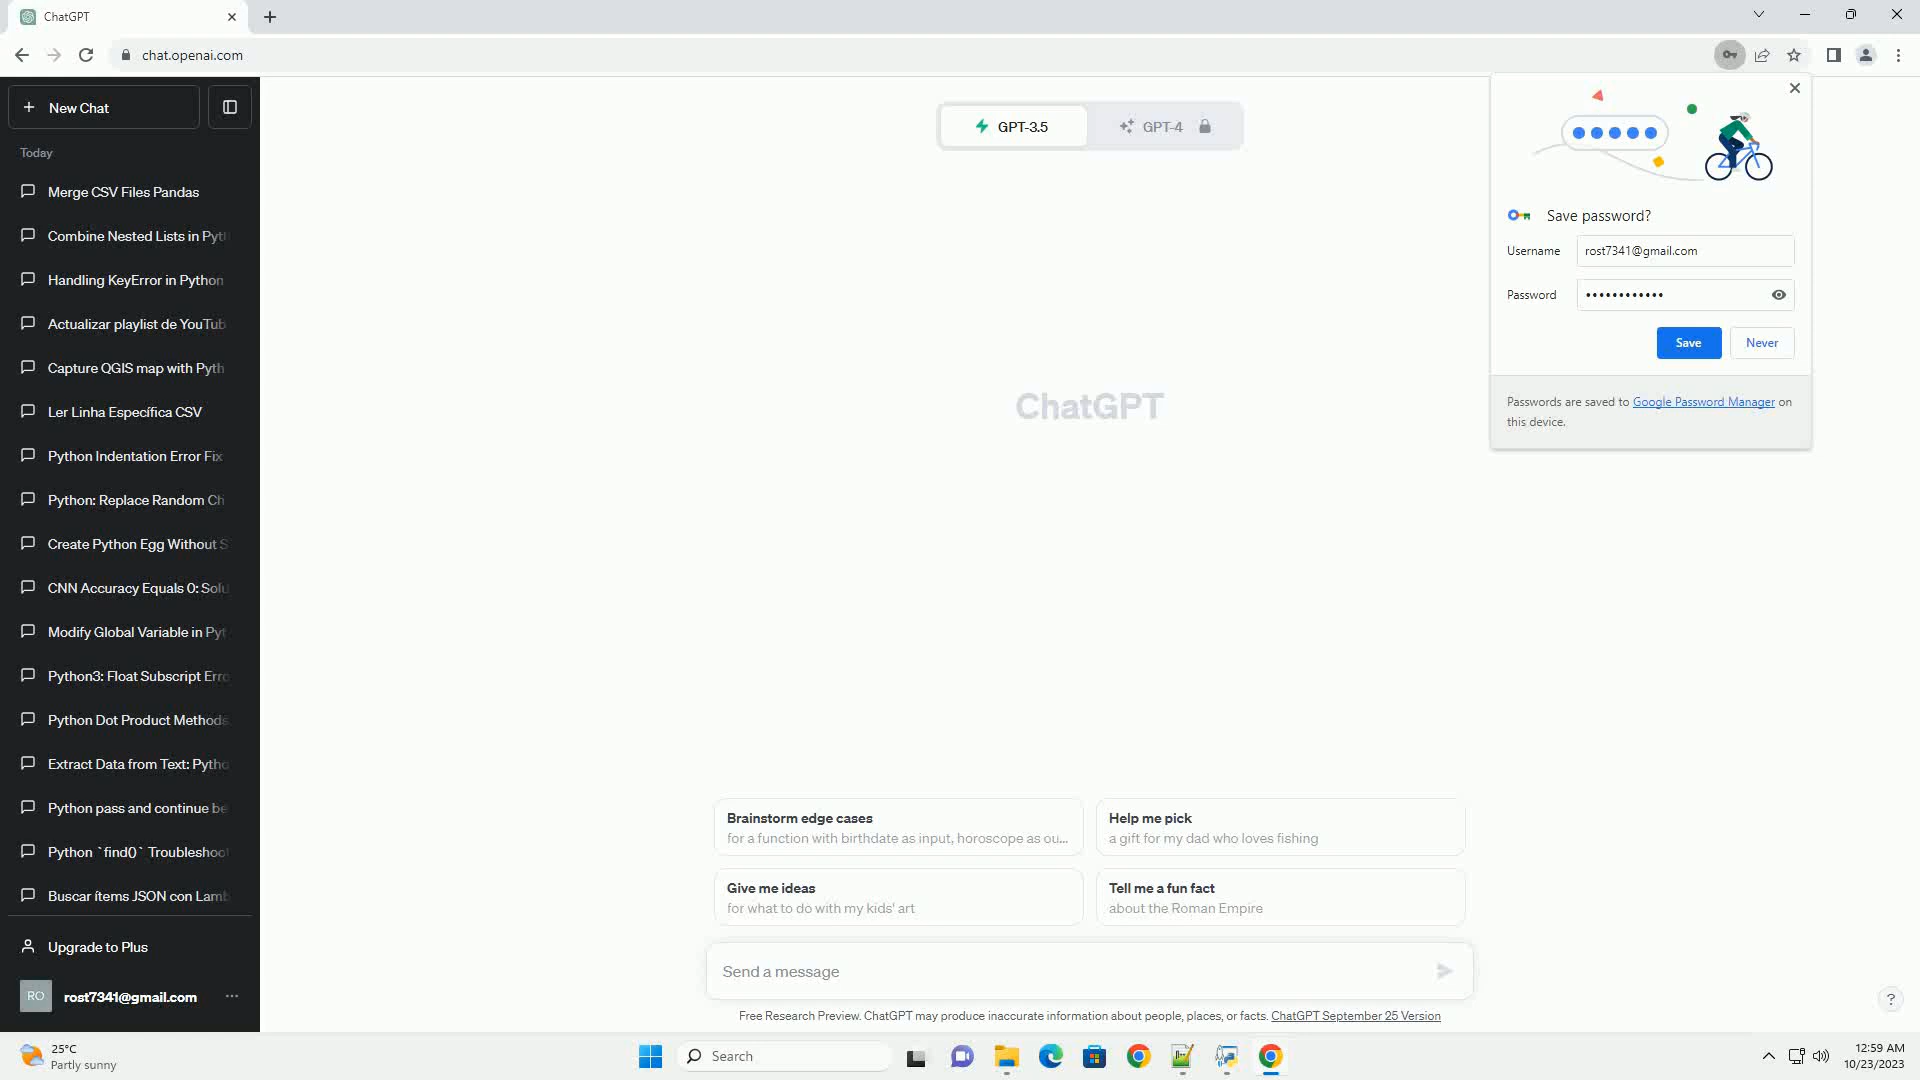 ChatGPT
chat.openai.com
New Chat
GPT-3.5
GPT-4
Today
Merge CSV Files Pandas
Combine Nested Lists in Pyt
Handling KeyError in Python
Actualizar playlist de YouTub
Capture QGIS map with Pyth
Ler Linha Específica CSV
Python Indentation Error Fix
Python: Replace Random Ch
Create Python Egg Without S
CNN Accuracy Equals 0: Solu
Modify Global Variable in Pyt
Python3: Float Subscript Erro
Python Dot Product Methods
Extract Data from Text: Pytho
Python pass and continue be
Python `find()` Troubleshoot
Buscar ítems JSON con Lamb
Upgrade to Plus
RO
rost7341@gmail.com
Save password?
Username
rost7341@gmail.com
Password
••••••••••••
Save
Never
Passwords are saved to Google Password Manager on
this device.
ChatGPT
Brainstorm edge cases
for a function with birthdate as input, horoscope as ou...
Help me pick
a gift for my dad who loves fishing
Give me ideas
for what to do with my kids' art
Tell me a fun fact
about the Roman Empire
Send a message
Free Research Preview. ChatGPT may produce inaccurate information about people, places, or facts. ChatGPT September 25 Version
?
25°C
Partly sunny
Search
12:59 AM
10/23/2023